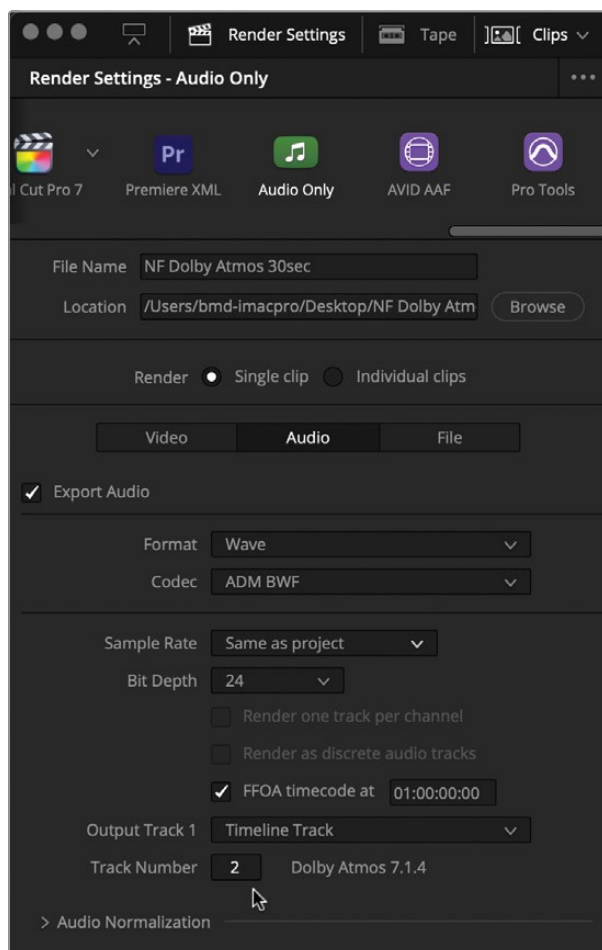 Render Settings Tape Clips
Render Settings - Audio Only
l Cut Pro 7 Pr Premiere XML Audio Only AVID AAF Pro Tools
File Name NF Dolby Atmos 30sec
Location /Users/bmd-imacpro/Desktop/NF Dolby Atm Browse
Render Single clip Individual clips
Video Audio File
Export Audio
Format Wave
Codec ADM BWF
Sample Rate Same as project
Bit Depth 24
Render one track per channel
Render as discrete audio tracks
FFOA timecode at 01:00:00:00
Output Track 1 Timeline Track
Track Number 2 Dolby Atmos 7.1.4
Audio Normalization